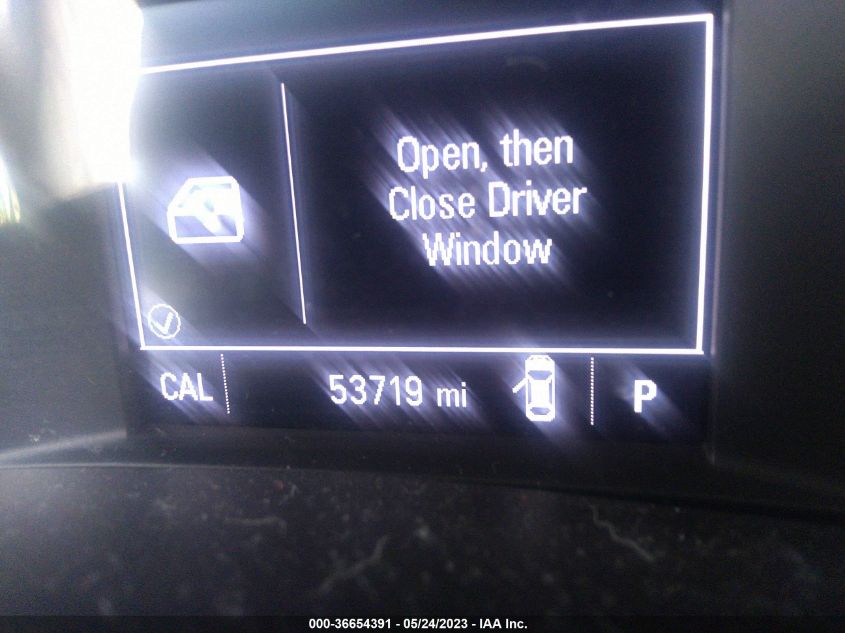 Open, then
Close Driver
Window
CAL 53719 mi P
000-36654391 - 05/24/2023 - IAA Inc.